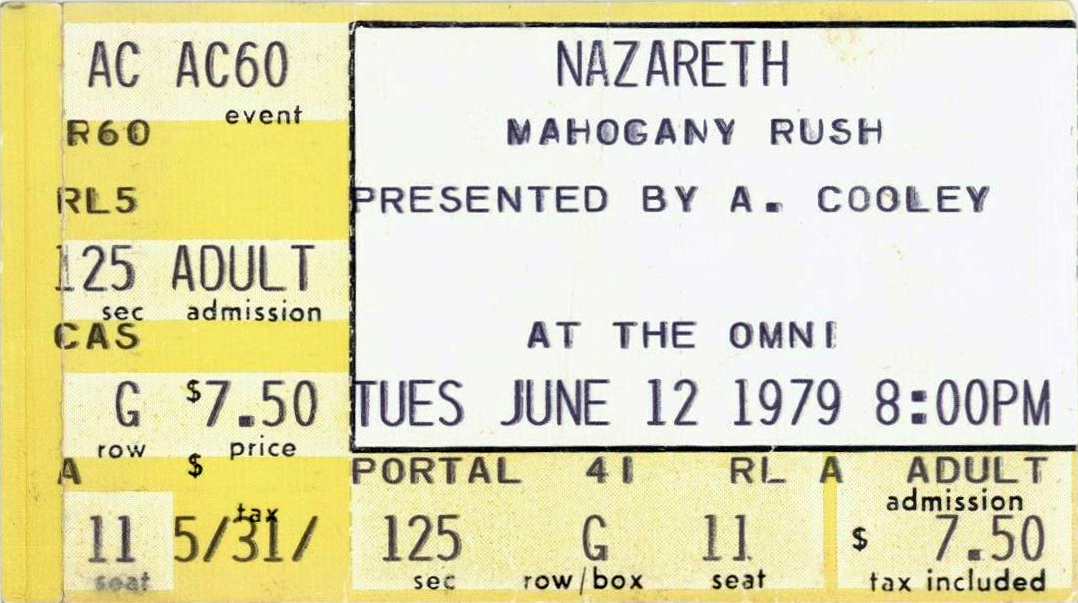 AC AC60
event
R60
RL5
125 ADULT
sec admission
CAS
G $7.50
row price
A $
tax
11 5/31/
seat
NAZARETH
MAHOGANY RUSH
PRESENTED BY A. COOLEY
AT THE OMNI
TUES JUNE 12 1979 8:00PM
PORTAL 41 RL A ADULT
admission
125 G 11 $ 7.50
sec row/box seat tax included